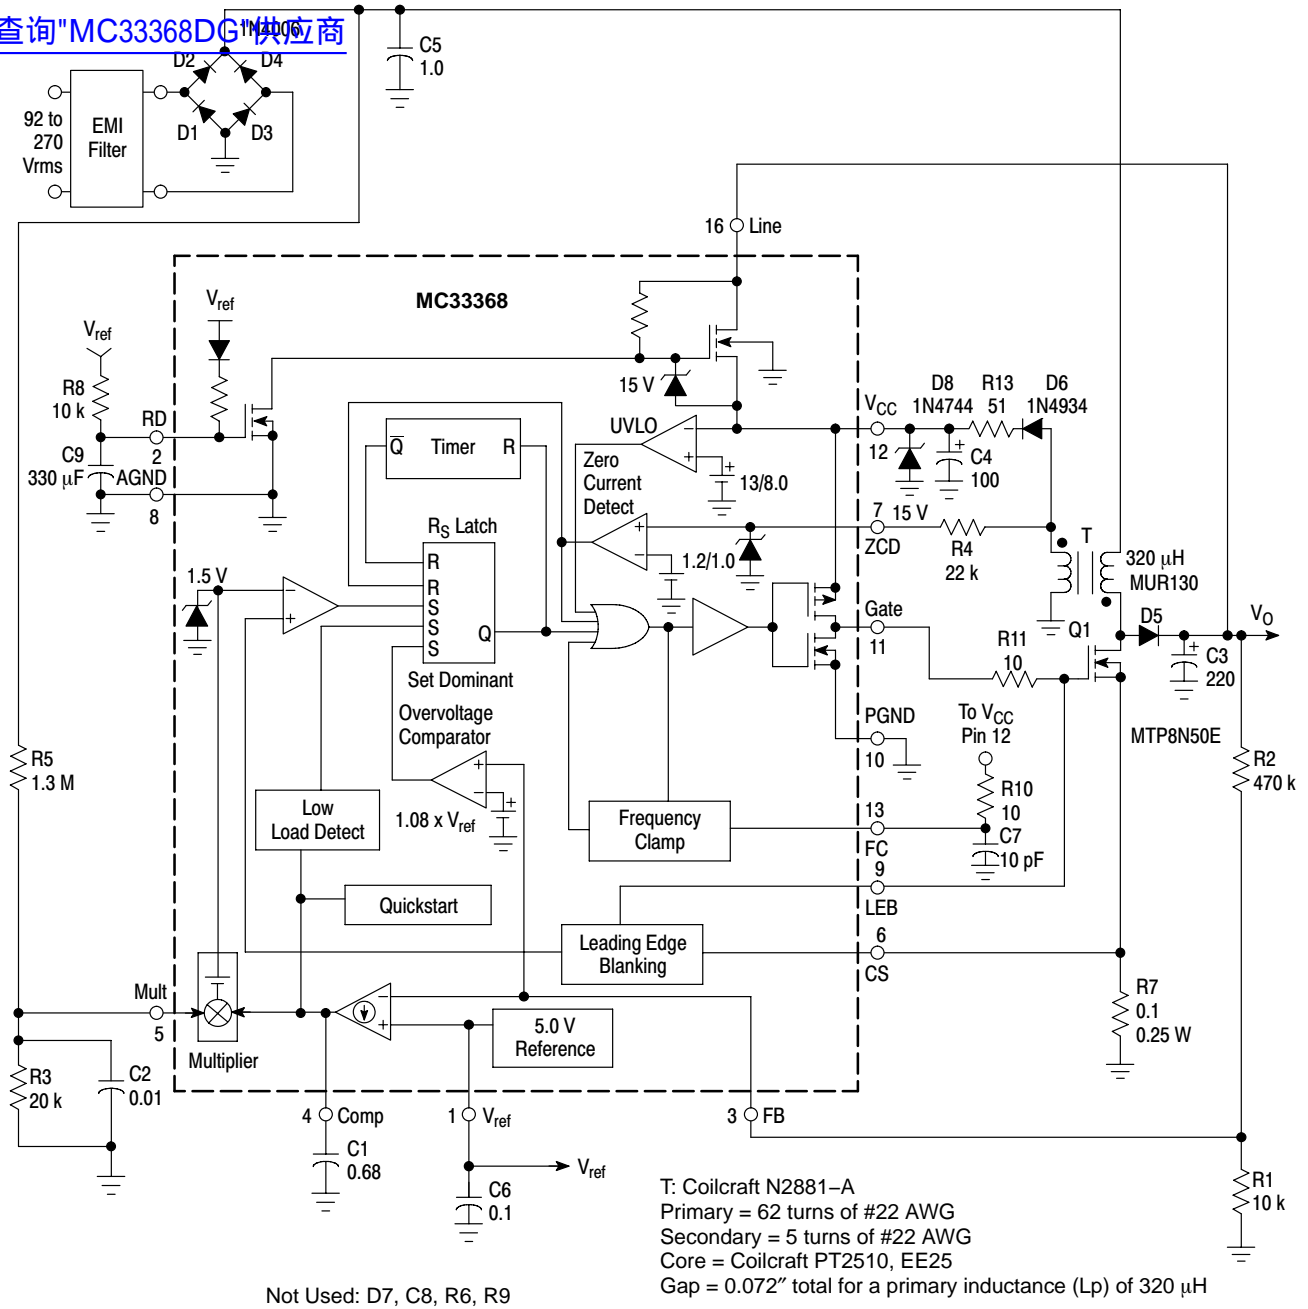 查询"MC33368DG"供应商
1N4006
D2
D4
D1
D3
C5
1.0
92 to
270
Vrms
EMI
Filter
16
Line
MC33368
Vref
Vref
R8
10 k
RD
2
C9
330 μF
AGND
8
15 V
UVLO
13/8.0
VCC
12
D8
1N4744
R13
51
D6
1N4934
C4
100
Q̅
Timer
R
Zero
Current
Detect
7
15 V
ZCD
R4
22 k
T
320 μH
MUR130
RS Latch
R
R
S
S
S
Q
Set Dominant
1.2/1.0
1.5 V
Gate
11
R11
10
Q1
D5
VO
C3
220
MTP8N50E
Overvoltage
Comparator
1.08 x Vref
PGND
10
To VCC
Pin 12
R10
10
C7
10 pF
R2
470 k
R5
1.3 M
Low
Load Detect
Frequency
Clamp
13
FC
9
LEB
Quickstart
Leading Edge
Blanking
6
CS
R7
0.1
0.25 W
Mult
5
Multiplier
5.0 V
Reference
R3
20 k
C2
0.01
4
Comp
1
Vref
3
FB
C1
0.68
Vref
C6
0.1
R1
10 k
T: Coilcraft N2881–A
Primary = 62 turns of #22 AWG
Secondary = 5 turns of #22 AWG
Core = Coilcraft PT2510, EE25
Gap = 0.072″ total for a primary inductance (Lp) of 320 μH
Not Used: D7, C8, R6, R9